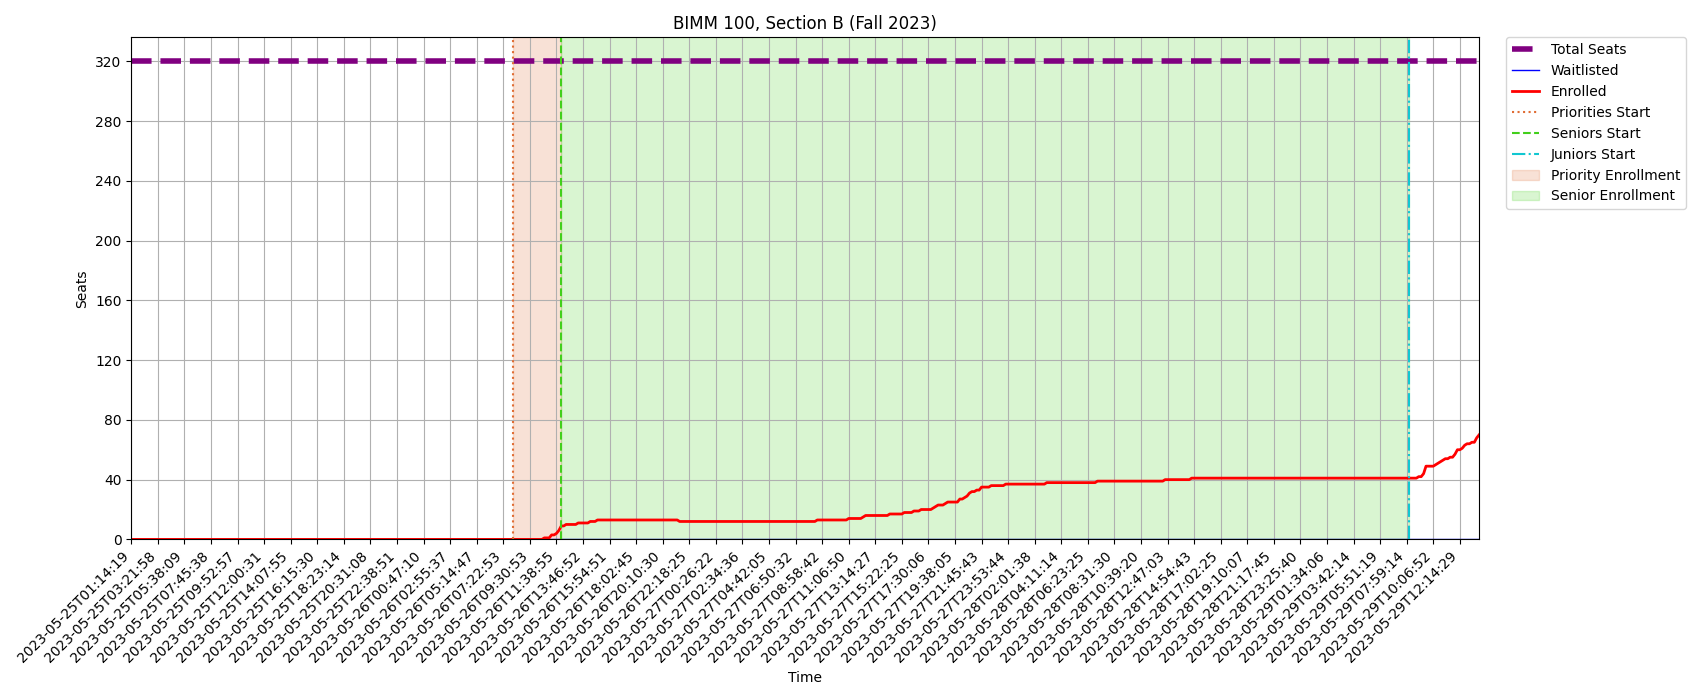 BIMM 100, Section B (Fall 2023)
Seats
320
280
240
200
160
120
80
40
0
2023-05-25T01:14:19
2023-05-25T03:21:58
2023-05-25T05:38:09
2023-05-25T07:45:38
2023-05-25T09:52:57
2023-05-25T12:00:31
2023-05-25T14:07:55
2023-05-25T16:15:30
2023-05-25T18:23:14
2023-05-25T20:31:08
2023-05-25T22:38:51
2023-05-26T00:47:10
2023-05-26T02:55:37
2023-05-26T05:14:47
2023-05-26T07:22:53
2023-05-26T09:30:53
2023-05-26T11:38:55
2023-05-26T13:46:52
2023-05-26T15:54:51
2023-05-26T18:02:45
2023-05-26T20:10:30
2023-05-26T22:18:25
2023-05-27T00:26:22
2023-05-27T02:34:36
2023-05-27T04:42:05
2023-05-27T06:50:32
2023-05-27T08:58:42
2023-05-27T11:06:50
2023-05-27T13:14:27
2023-05-27T15:22:25
2023-05-27T17:30:06
2023-05-27T19:38:05
2023-05-27T21:45:43
2023-05-27T23:53:44
2023-05-28T02:01:38
2023-05-28T04:11:14
2023-05-28T06:23:25
2023-05-28T08:31:30
2023-05-28T10:39:20
2023-05-28T12:47:03
2023-05-28T14:54:43
2023-05-28T17:02:25
2023-05-28T19:10:07
2023-05-28T21:17:45
2023-05-28T23:25:40
2023-05-29T01:34:06
2023-05-29T03:42:14
2023-05-29T05:51:19
2023-05-29T07:59:14
2023-05-29T10:06:52
2023-05-29T12:14:29
Time
Total Seats
Waitlisted
Enrolled
Priorities Start
Seniors Start
Juniors Start
Priority Enrollment
Senior Enrollment